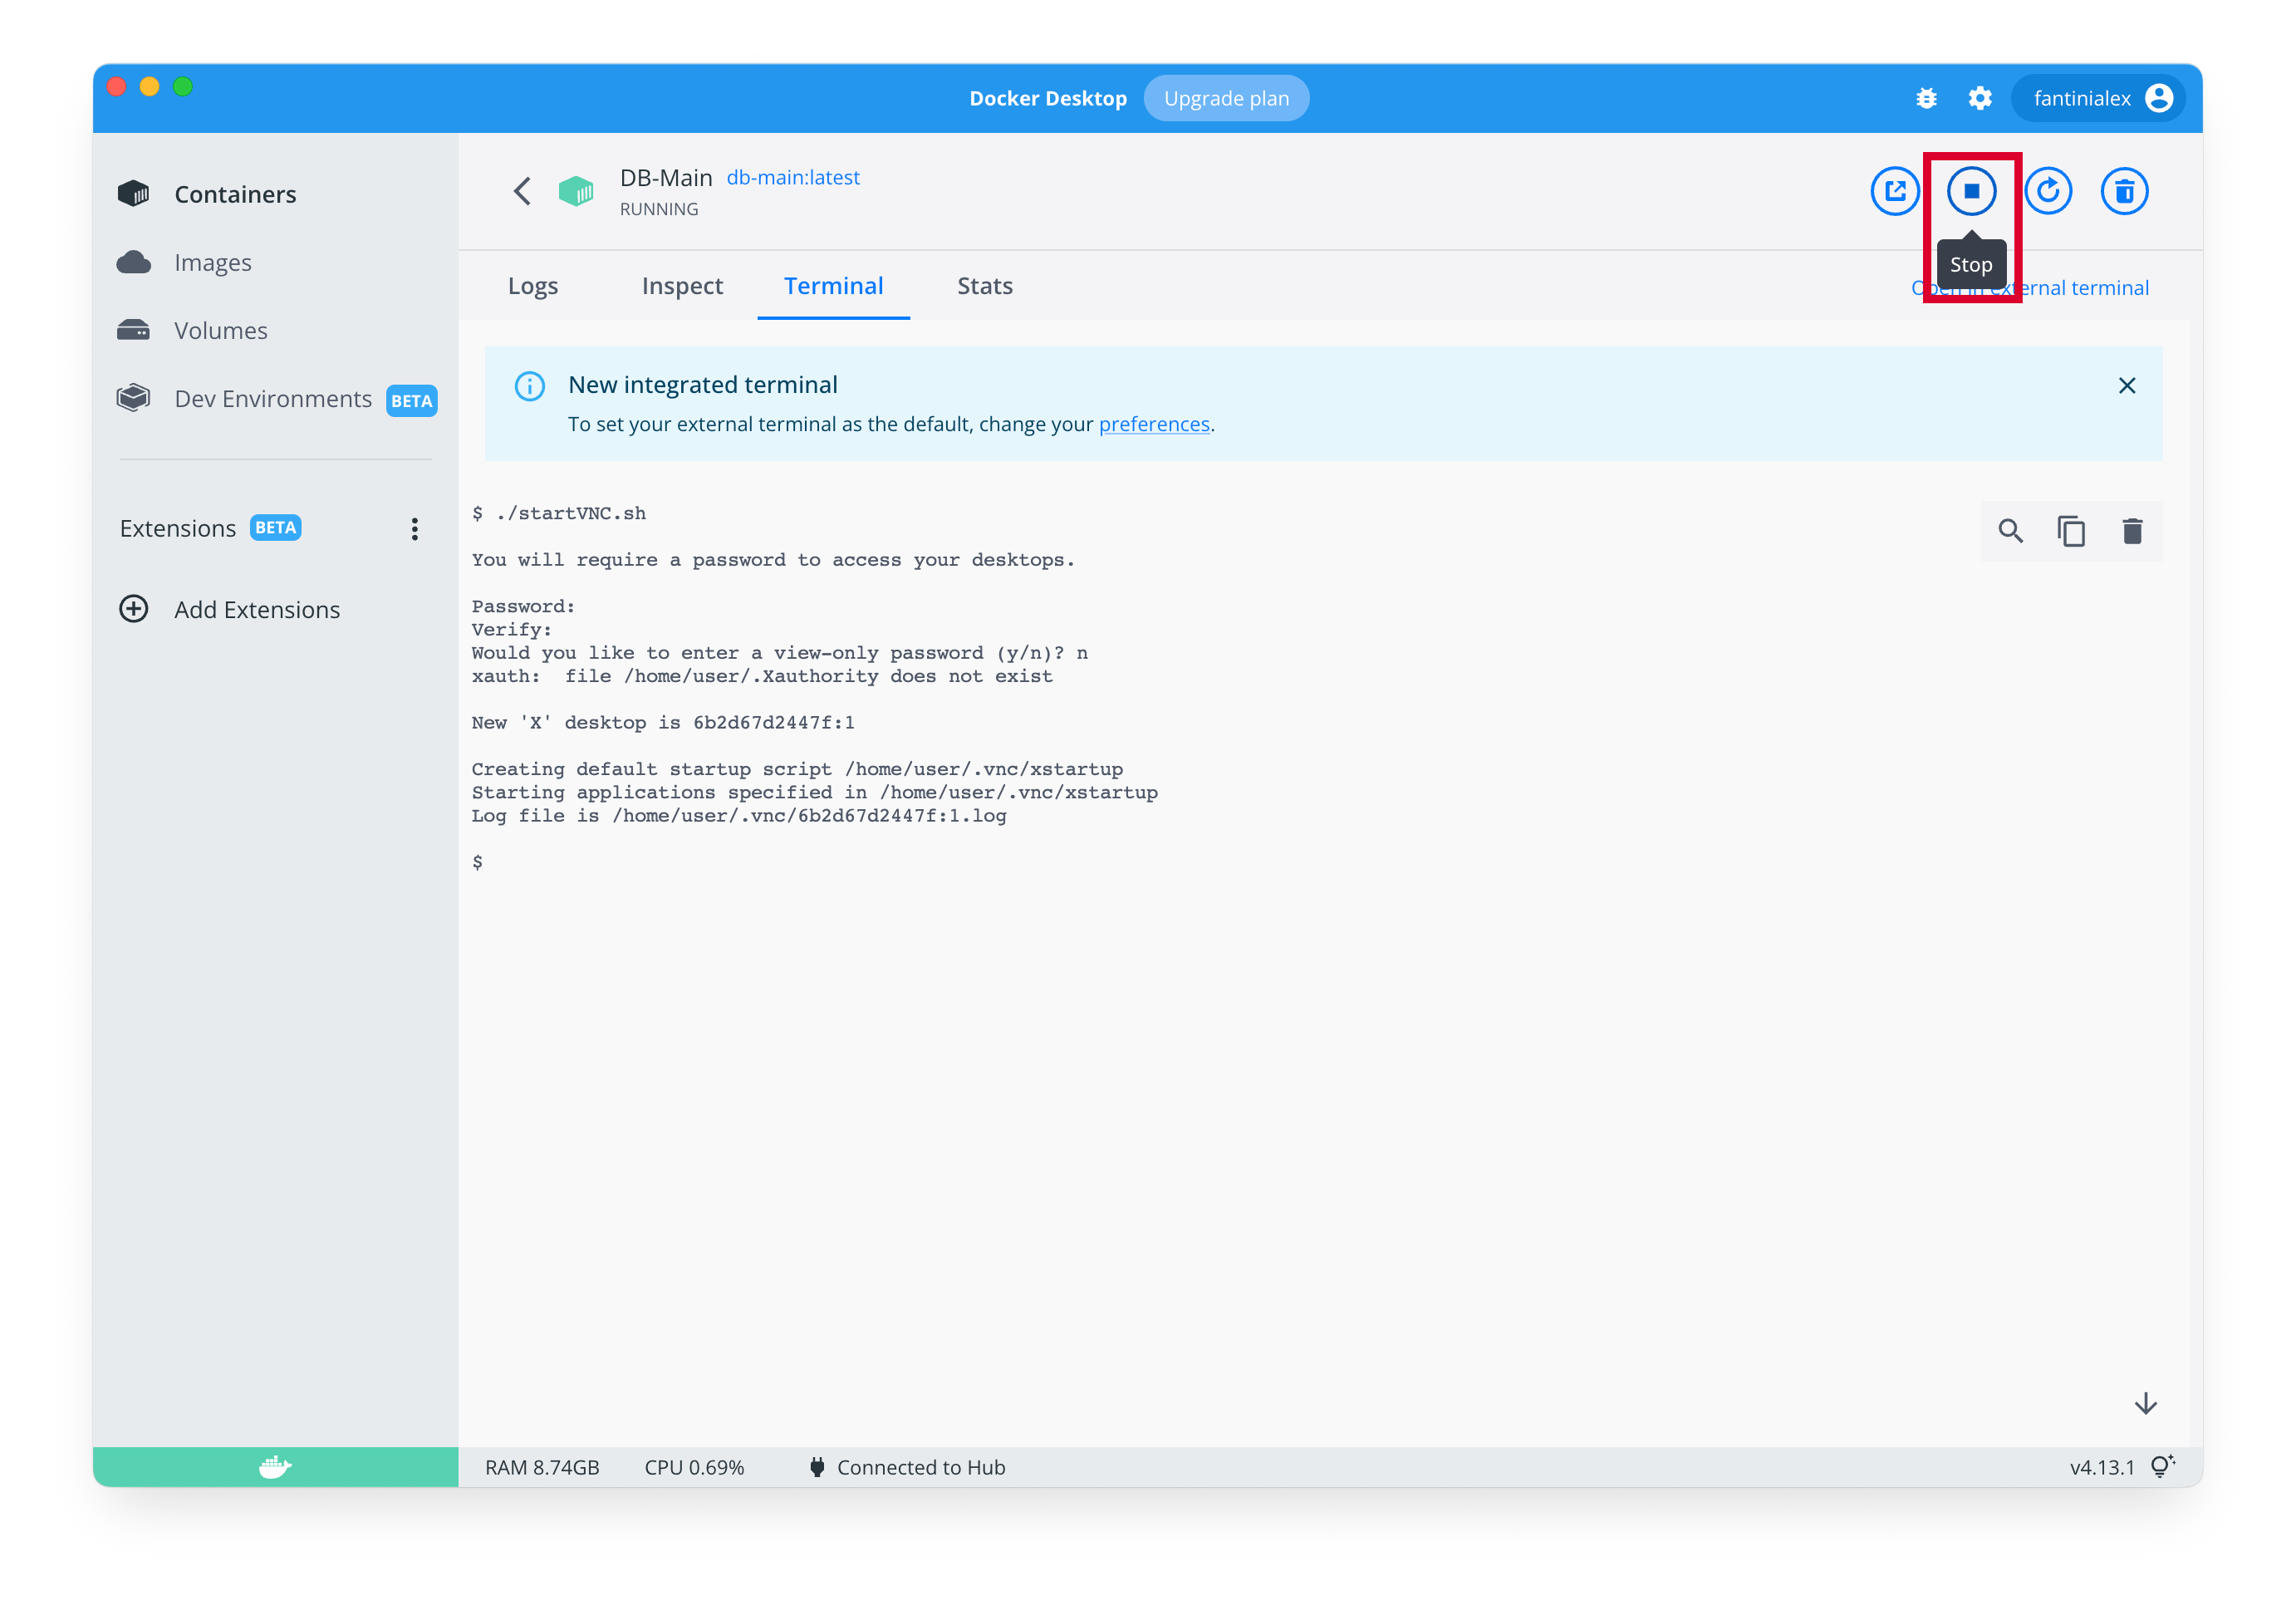 Docker Desktop Upgrade plan
fantinialex
Containers
Images
Volumes
Dev Environments BETA
Extensions BETA
Add Extensions
DB-Main db-main:latest
RUNNING
Stop
Logs Inspect Terminal Stats
external terminal
New integrated terminal
To set your external terminal as the default, change your preferences.
$ ./startVNC.sh
You will require a password to access your desktops.
Password:
Verify:
Would you like to enter a view-only password (y/n)? n
xauth:  file /home/user/.Xauthority does not exist
New 'X' desktop is 6b2d67d2447f:1
Creating default startup script /home/user/.vnc/xstartup
Starting applications specified in /home/user/.vnc/xstartup
Log file is /home/user/.vnc/6b2d67d2447f:1.log
$
RAM 8.74GB CPU 0.69% Connected to Hub v4.13.1